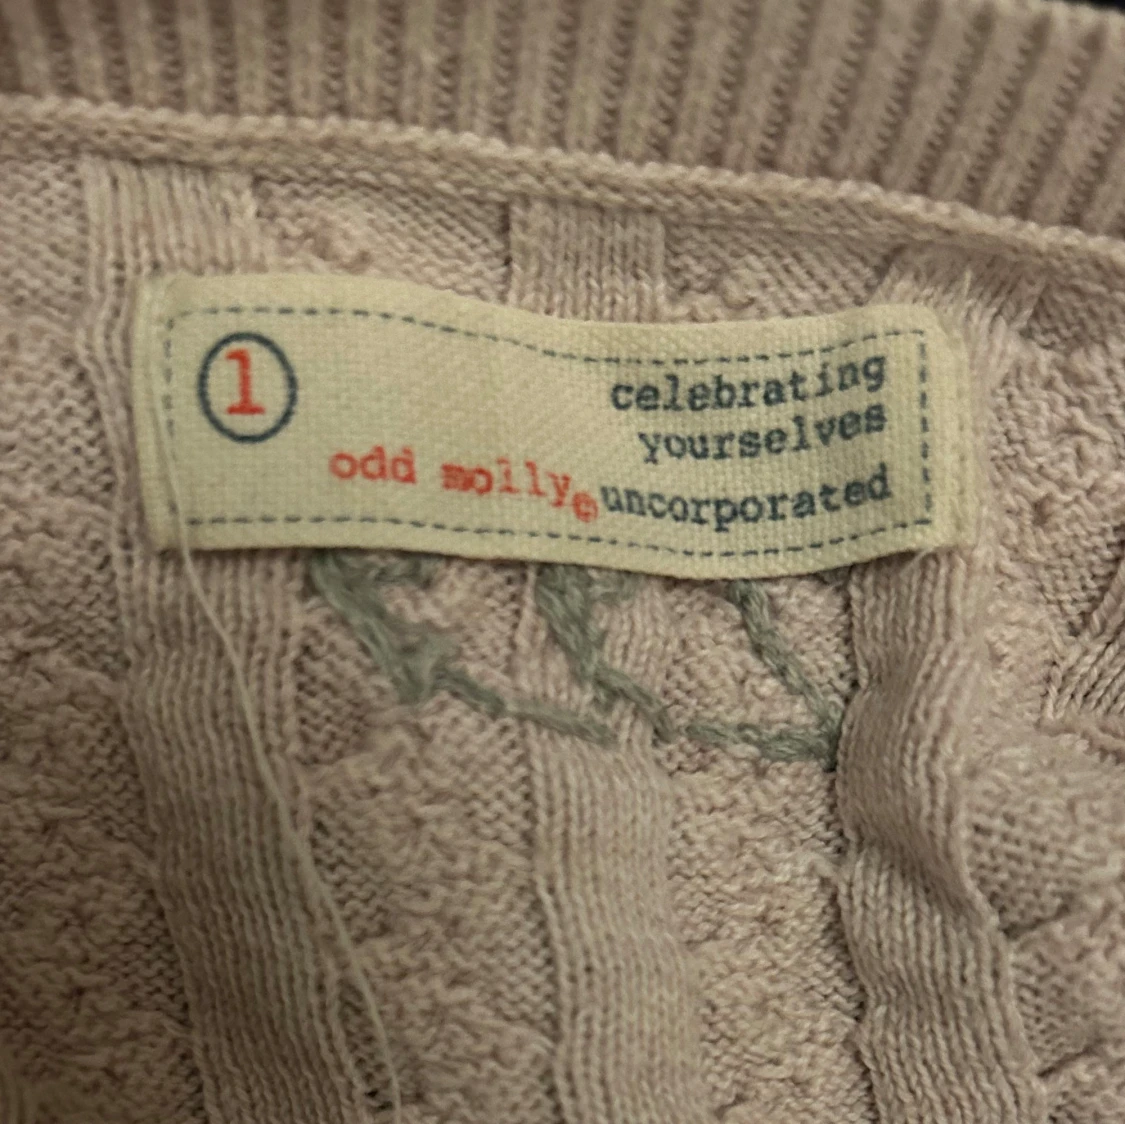 1
celebrating
yourselves
odd molly©uncorporated